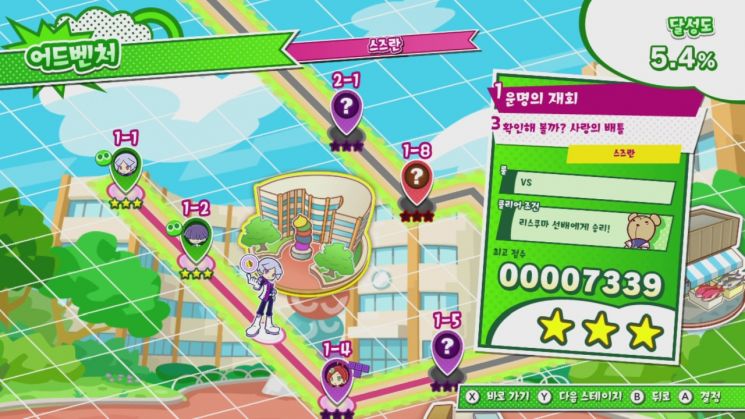 어드벤처
스즈란
달성도
5.4%
2-1
?
1-1
1-8
?
1-2
1-5
?
1-4
1 운명의 재회
3 확인해 볼까? 사랑의 배틀
스즈란
룰
VS
클리어 조건
리스쿠마 선배에게 승리!
최고 점수
00007339
X 바로 가기 Y 다음 스테이지 B 뒤로 A 결정